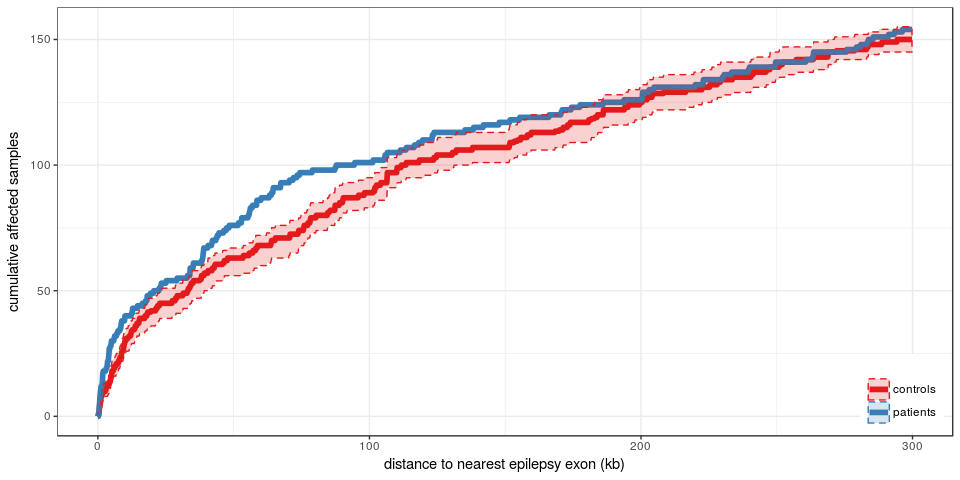 cumulative affected samples
150
100
50
0
0 100 200 300
distance to nearest epilepsy exon (kb)
controls
patients